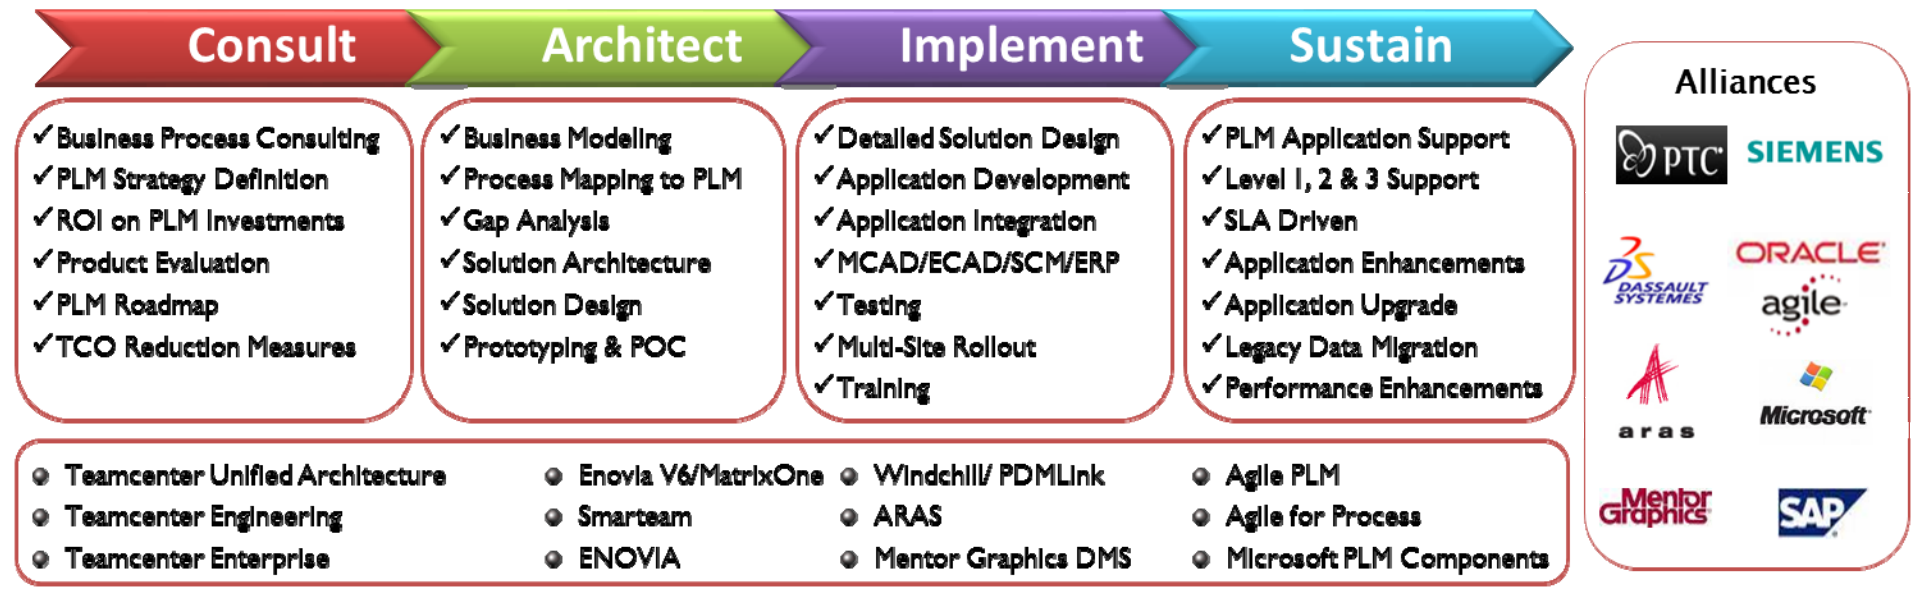 Consult
Architect
Implement
Sustain
Business Process Consulting
PLM Strategy Definition
ROI on PLM Investments
Product Evaluation
PLM Roadmap
TCO Reduction Measures
Business Modeling
Process Mapping to PLM
Gap Analysis
Solution Architecture
Solution Design
Prototyping & POC
Detailed Solution Design
Application Development
Application Integration
MCAD/ECAD/SCM/ERP
Testing
Multi-Site Rollout
Training
PLM Application Support
Level 1, 2 & 3 Support
SLA Driven
Application Enhancements
Application Upgrade
Legacy Data Migration
Performance Enhancements
Teamcenter Unified Architecture
Teamcenter Engineering
Teamcenter Enterprise
Enovia V6/MatrixOne
Smarteam
ENOVIA
Windchill/ PDMLink
ARAS
Mentor Graphics DMS
Agile PLM
Agile for Process
Microsoft PLM Components
Alliances
PTC
SIEMENS
DASSAULT
SYSTEMES
ORACLE
agile
aras
Microsoft
Mentor
Graphics
SAP